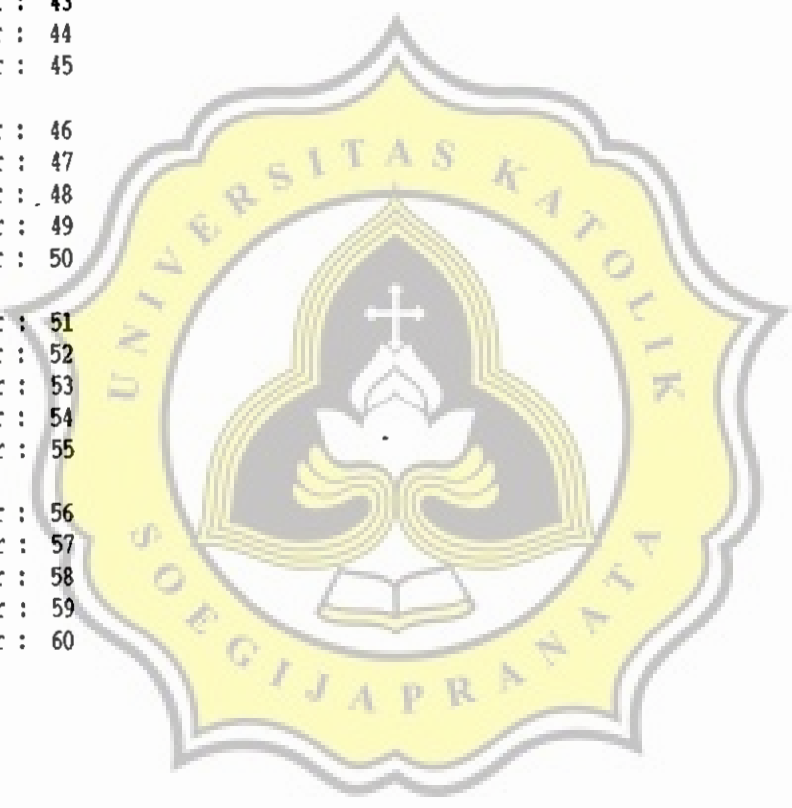 r : 43
r : 44
r : 45
r : 46
r : 47
r : 48
r : 49
r : 50
r : 51
r : 52
r : 53
r : 54
r : 55
r : 56
r : 57
r : 58
r : 59
r : 60
UNIVERSITAS KATOLIK
SOEGIJAPRANATA